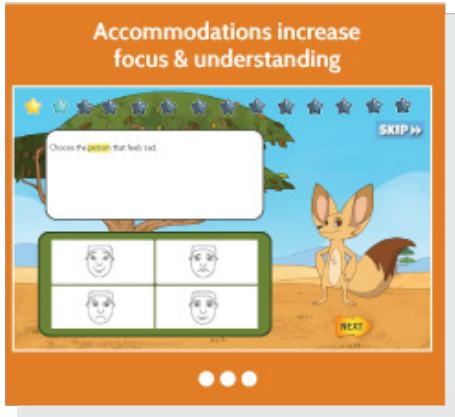 Accommodations increase
focus & understanding
SKIP
Choose the person that feels sad.
NEXT